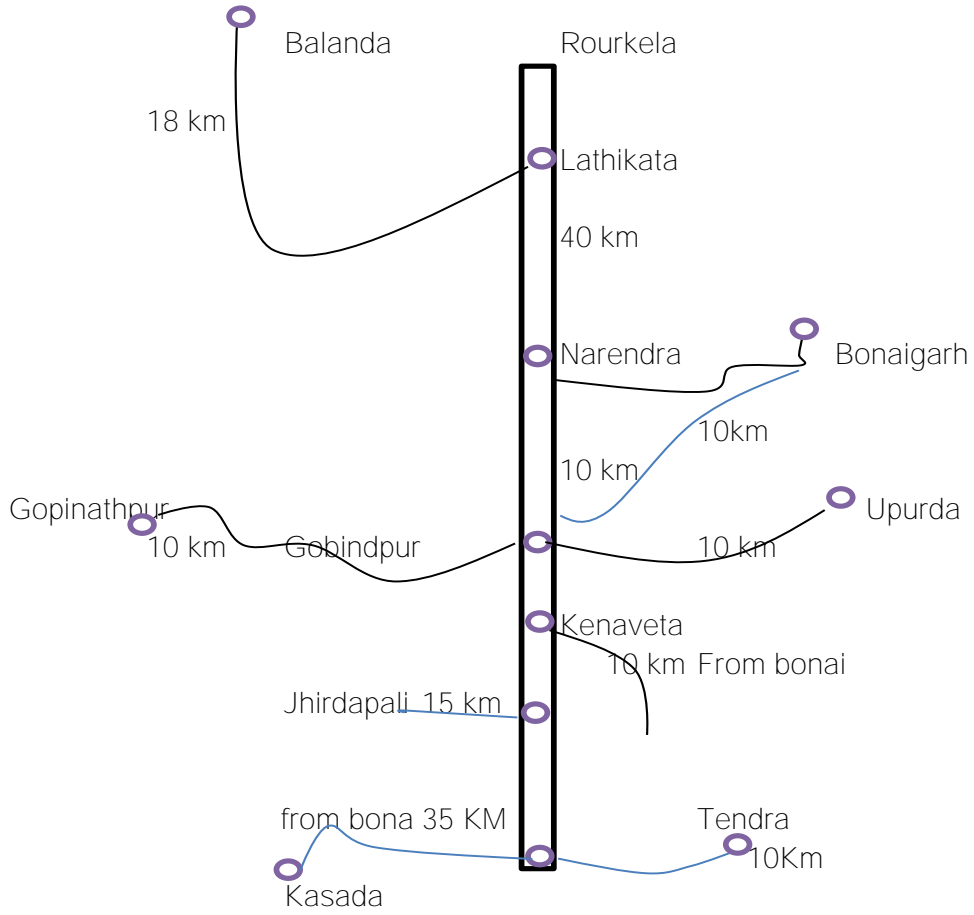 Balanda
Rourkela
18 km
Lathikata
40 km
Narendra
Bonaigarh
10km
10 km
Gopinathpur
Upurda
10 km
Gobindpur
10 km
Kenaveta
10 km From bonai
Jhirdapali 15 km
from bona 35 KM
Tendra
10Km
Kasada